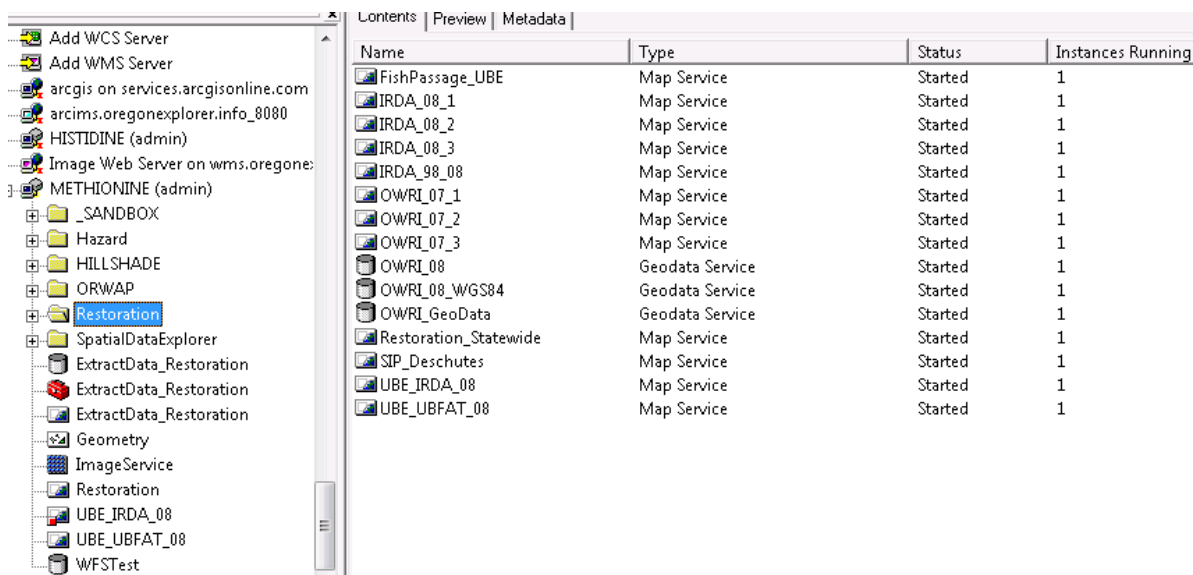 Contents Preview Metadata
Add WCS Server
Add WMS Server
arcgis on services.arcgisonline.com
arcims.oregonexplorer.info_8080
HISTIDINE (admin)
Image Web Server on wms.oregonex
METHIONINE (admin)
_SANDBOX
Hazard
HILLSHADE
ORWAP
Restoration
SpatialDataExplorer
ExtractData_Restoration
ExtractData_Restoration
ExtractData_Restoration
Geometry
ImageService
Restoration
UBE_IRDA_08
UBE_UBFAT_08
WFSTest
Name Type Status Instances Running
FishPassage_UBE Map Service Started 1
IRDA_08_1 Map Service Started 1
IRDA_08_2 Map Service Started 1
IRDA_08_3 Map Service Started 1
IRDA_98_08 Map Service Started 1
OWRI_07_1 Map Service Started 1
OWRI_07_2 Map Service Started 1
OWRI_07_3 Map Service Started 1
OWRI_08 Geodata Service Started 1
OWRI_08_WGS84 Geodata Service Started 1
OWRI_GeoData Geodata Service Started 1
Restoration_Statewide Map Service Started 1
SIP_Deschutes Map Service Started 1
UBE_IRDA_08 Map Service Started 1
UBE_UBFAT_08 Map Service Started 1